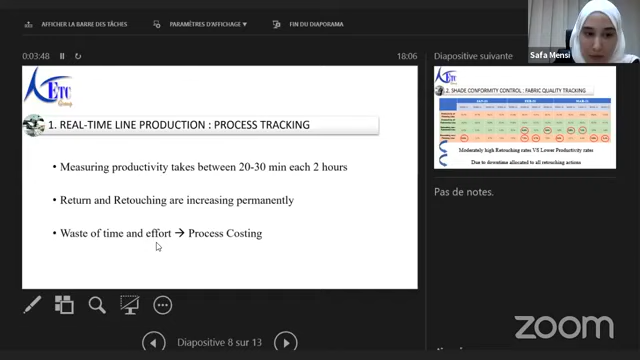 AFFICHER LA BARRE DES TÂCHES
PARAMÈTRES D'AFFICHAGE ▼
FIN DU DIAPORAMA
Safa Mensi
0:03:48
18:06
Diapositive suivante
ETC
Group
1. REAL-TIME LINE PRODUCTION : PROCESS TRACKING
• Measuring productivity takes between 20-30 min each 2 hours
• Return and Retouching are increasing permanently
• Waste of time and effort → Process Costing
ETC
2. SHADE CONFORMITY CONTROL : FABRIC QUALITY TRACKING
Moderately high Retouching rates VS Lower Productivity rates
Due to downtime allocated to all retouching actions
Pas de notes.
Diapositive 8 sur 13
zoom